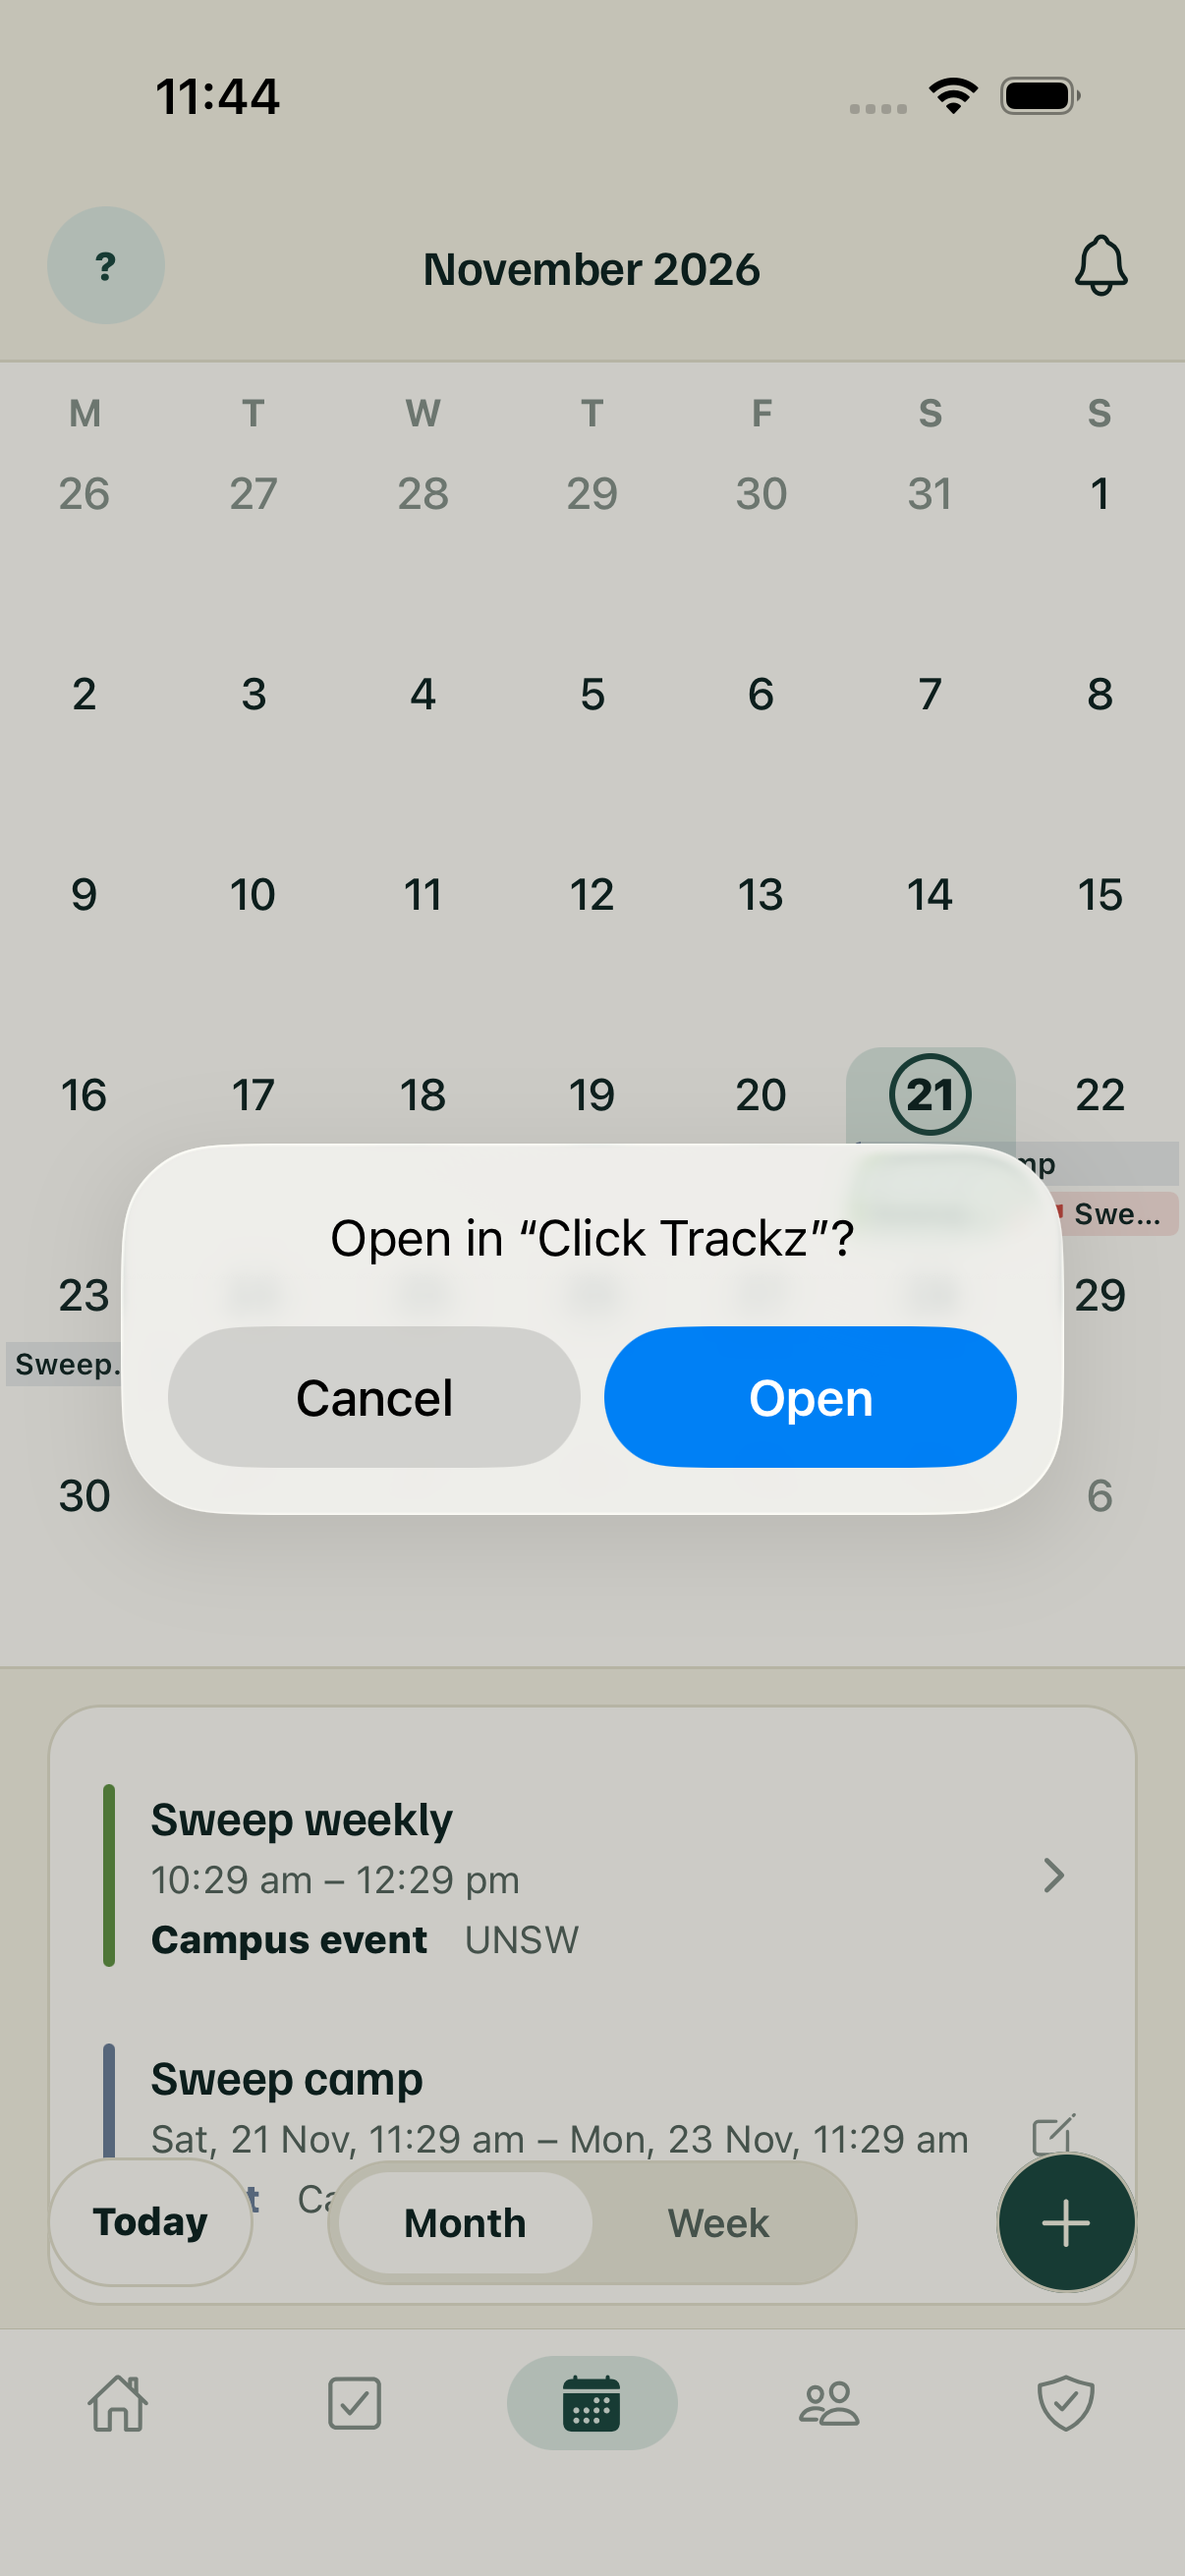 11:44
?
November 2026
M T W T F S S
26 27 28 29 30 31 1
2 3 4 5 6 7 8
9 10 11 12 13 14 15
16 17 18 19 20 21 22
Swe...
Open in “Click Trackz”?
23 29
Sweep.
Cancel Open
30 6
Sweep weekly
10:29 am – 12:29 pm
Campus event UNSW
Sweep camp
Sat, 21 Nov, 11:29 am – Mon, 23 Nov, 11:29 am
Today Month Week